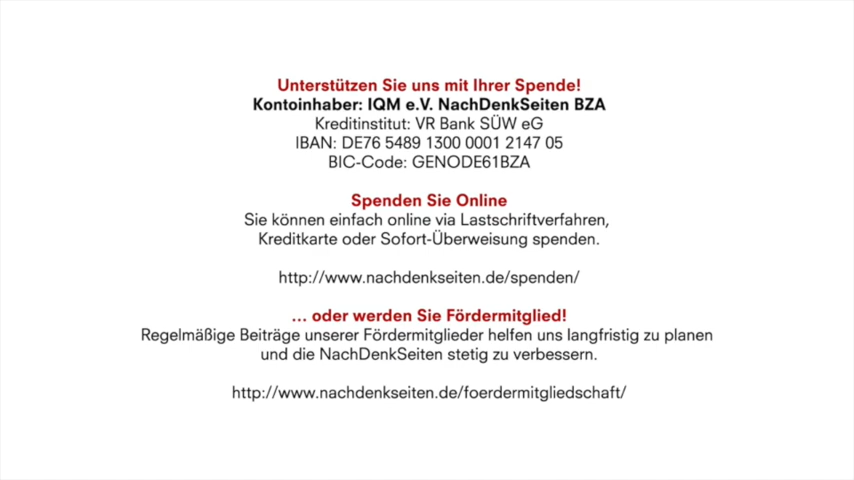 Unterstützen Sie uns mit Ihrer Spende!
Kontoinhaber: IQM e.V. NachDenkSeiten BZA
Kreditinstitut: VR Bank SÜW eG
IBAN: DE76 5489 1300 0001 2147 05
BIC-Code: GENODE61BZA
Spenden Sie Online
Sie können einfach online via Lastschriftverfahren,
Kreditkarte oder Sofort-Überweisung spenden.
http://www.nachdenkseiten.de/spenden/
... oder werden Sie Fördermitglied!
Regelmäßige Beiträge unserer Fördermitglieder helfen uns langfristig zu planen
und die NachDenkSeiten stetig zu verbessern.
http://www.nachdenkseiten.de/foerdermitgliedschaft/